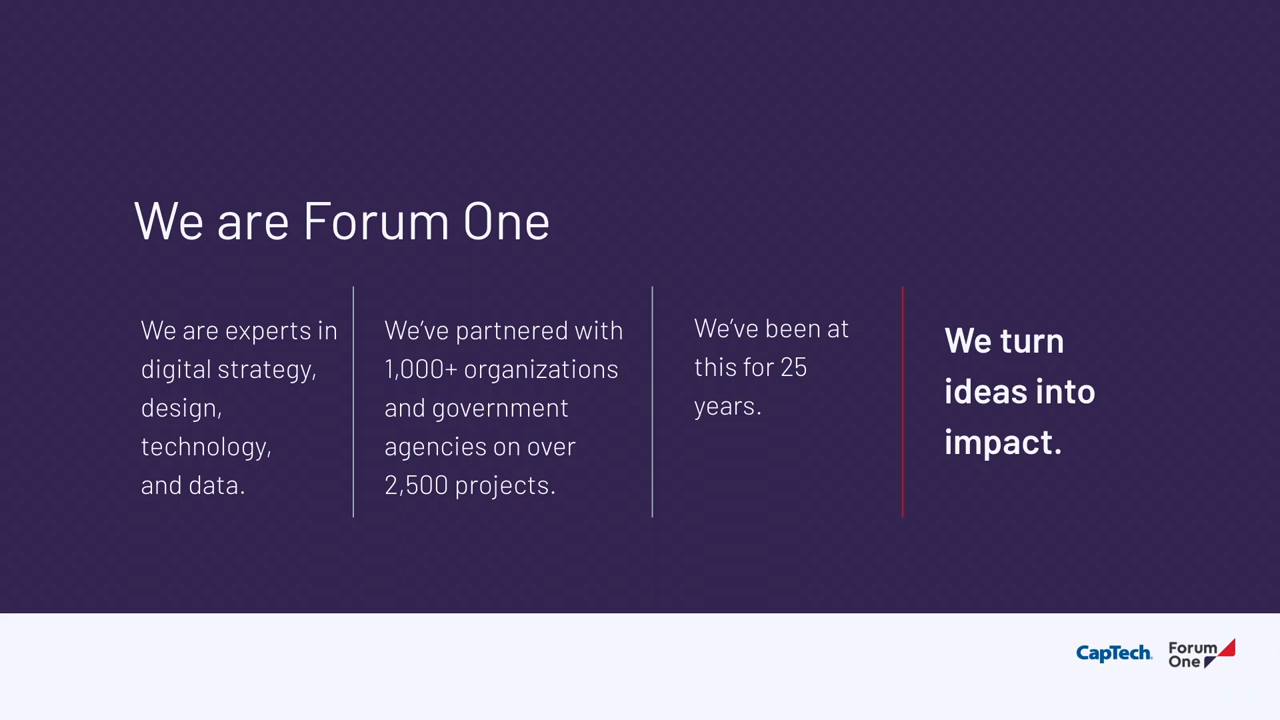 We are Forum One
We are experts in
digital strategy,
design,
technology,
and data.
We’ve partnered with
1,000+ organizations
and government
agencies on over
2,500 projects.
We’ve been at
this for 25
years.
We turn
ideas into
impact.
CapTech
Forum
One